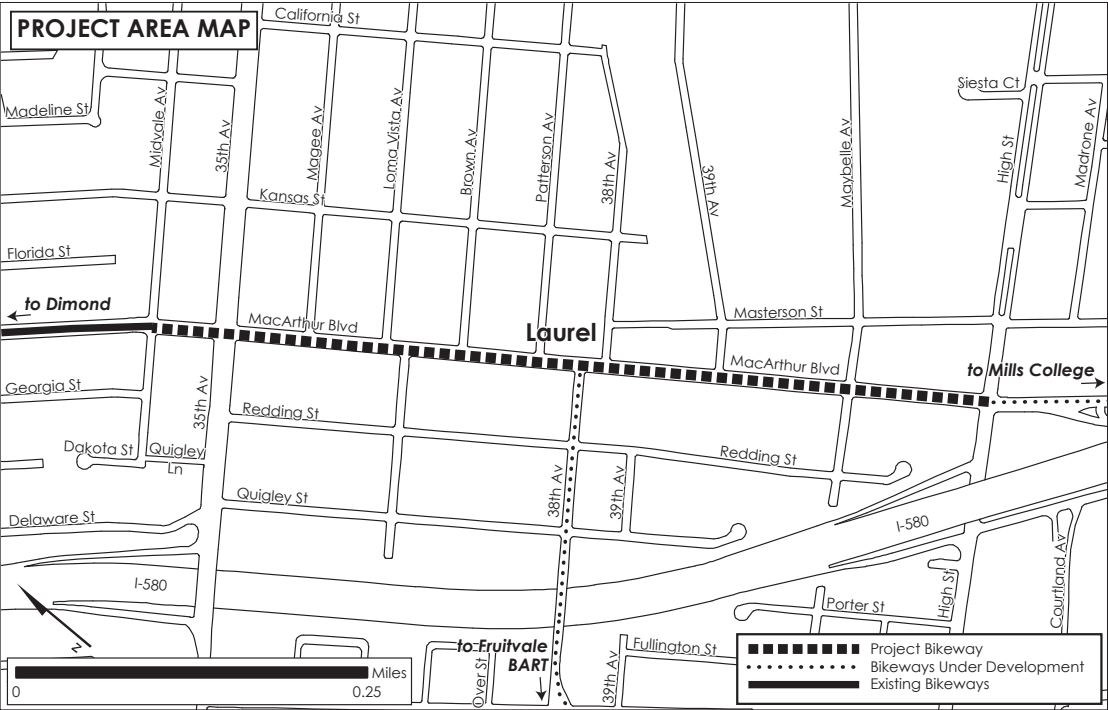 PROJECT AREA MAP
California St
Siesta Ct
Madeline St
Midvale Av
35th Av
Magee Av
Loma Vista Av
Brown Av
Patterson Av
38th Av
39th Av
Maybelle Av
High St
Madrone Av
Kansas St
Florida St
to Dimond
MacArthur Blvd
Laurel
Masterson St
MacArthur Blvd
to Mills College
Georgia St
35th Av
Redding St
Dakota St
Quigley
Ln
Redding St
Quigley St
38th Av
39th Av
Delaware St
I-580
I-580
High St
Courtland Av
Porter St
N
to Fruitvale
BART
Over St
39th Av
Fullington St
Miles
0 0.25
Project Bikeway
Bikeways Under Development
Existing Bikeways